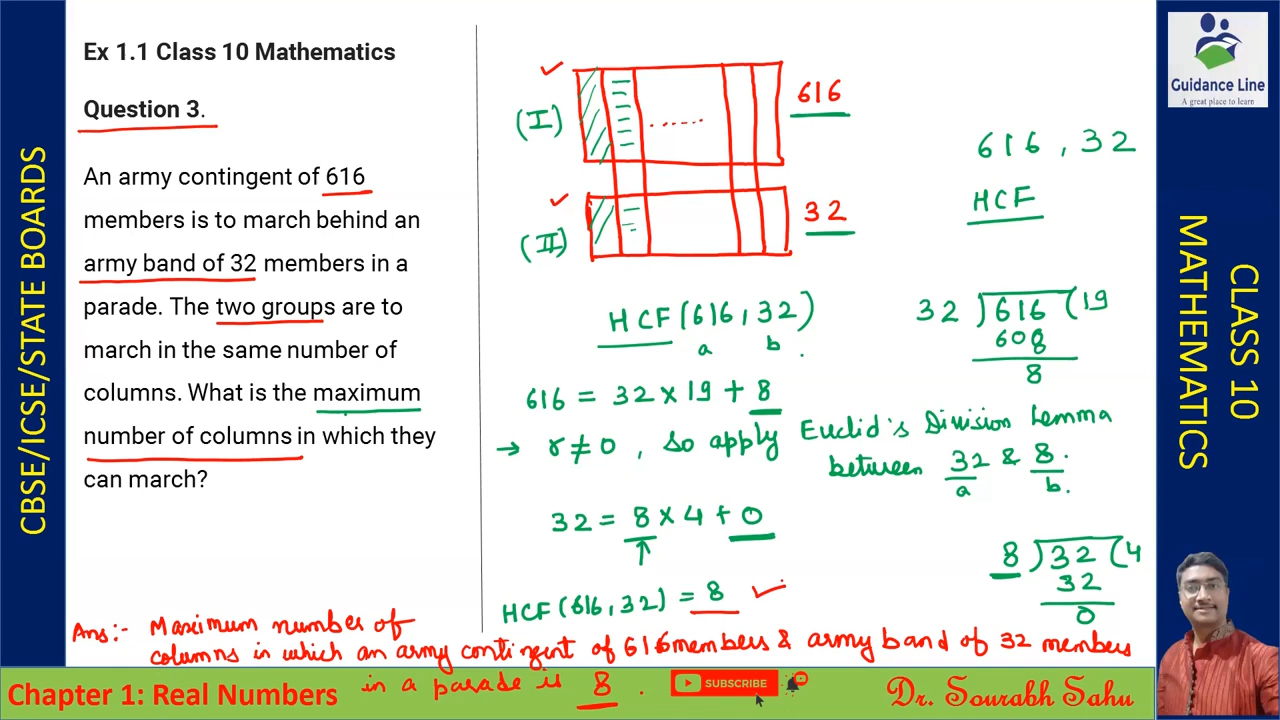 CBSE/ICSE/STATE BOARDS
Ex 1.1 Class 10 Mathematics
Question 3.
An army contingent of 616
members is to march behind an
army band of 32 members in a
parade. The two groups are to
march in the same number of
columns. What is the maximum
number of columns in which they
can march?
(I)
616
(II)
32
HCF(616, 32)
a b .
616 = 32 × 19 + 8
→ r ≠ 0 , so apply Euclid's Division Lemma
between 32 & 8.
a b.
32 = 8 × 4 + 0
↑
HCF(616, 32) = 8 ✓
616 , 32
HCF
32 ) 616 ( 19
608
8
8 ) 32 ( 4
32
0
Ans:- Maximum number of
columns in which an army contingent of 616 members & army band of 32 members
in a parade is 8 .
Guidance Line
A great place to learn
CLASS 10
MATHEMATICS
Chapter 1: Real Numbers
SUBSCRIBE
Dr. Sourabh Sahu